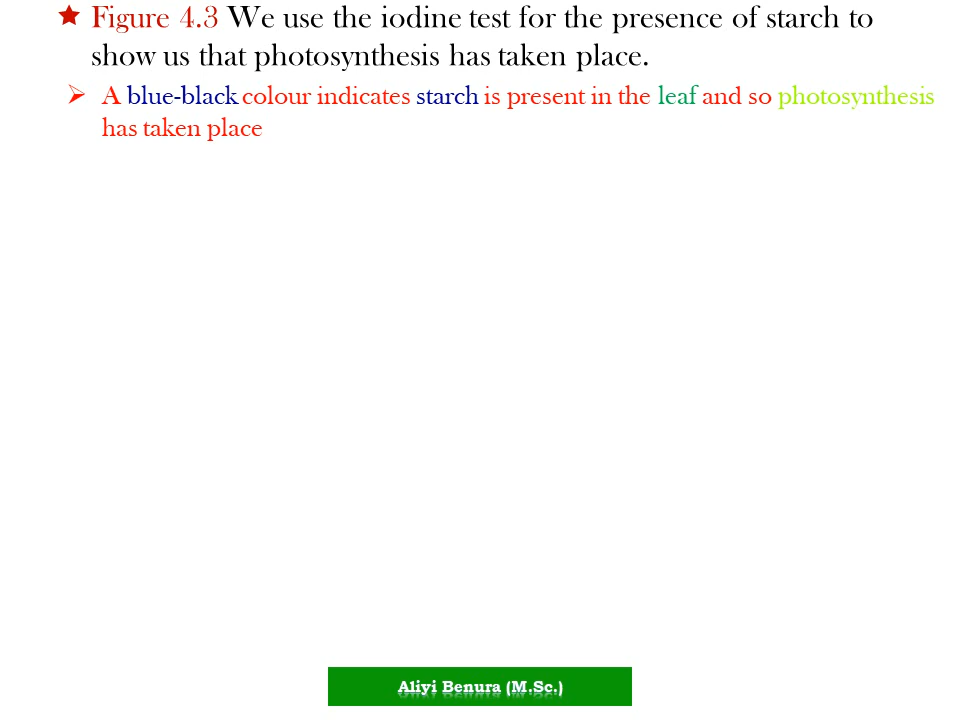 Figure 4.3 We use the iodine test for the presence of starch to
show us that photosynthesis has taken place.
A blue-black colour indicates starch is present in the leaf and so photosynthesis
has taken place
Aliyi Benura (M.Sc.)